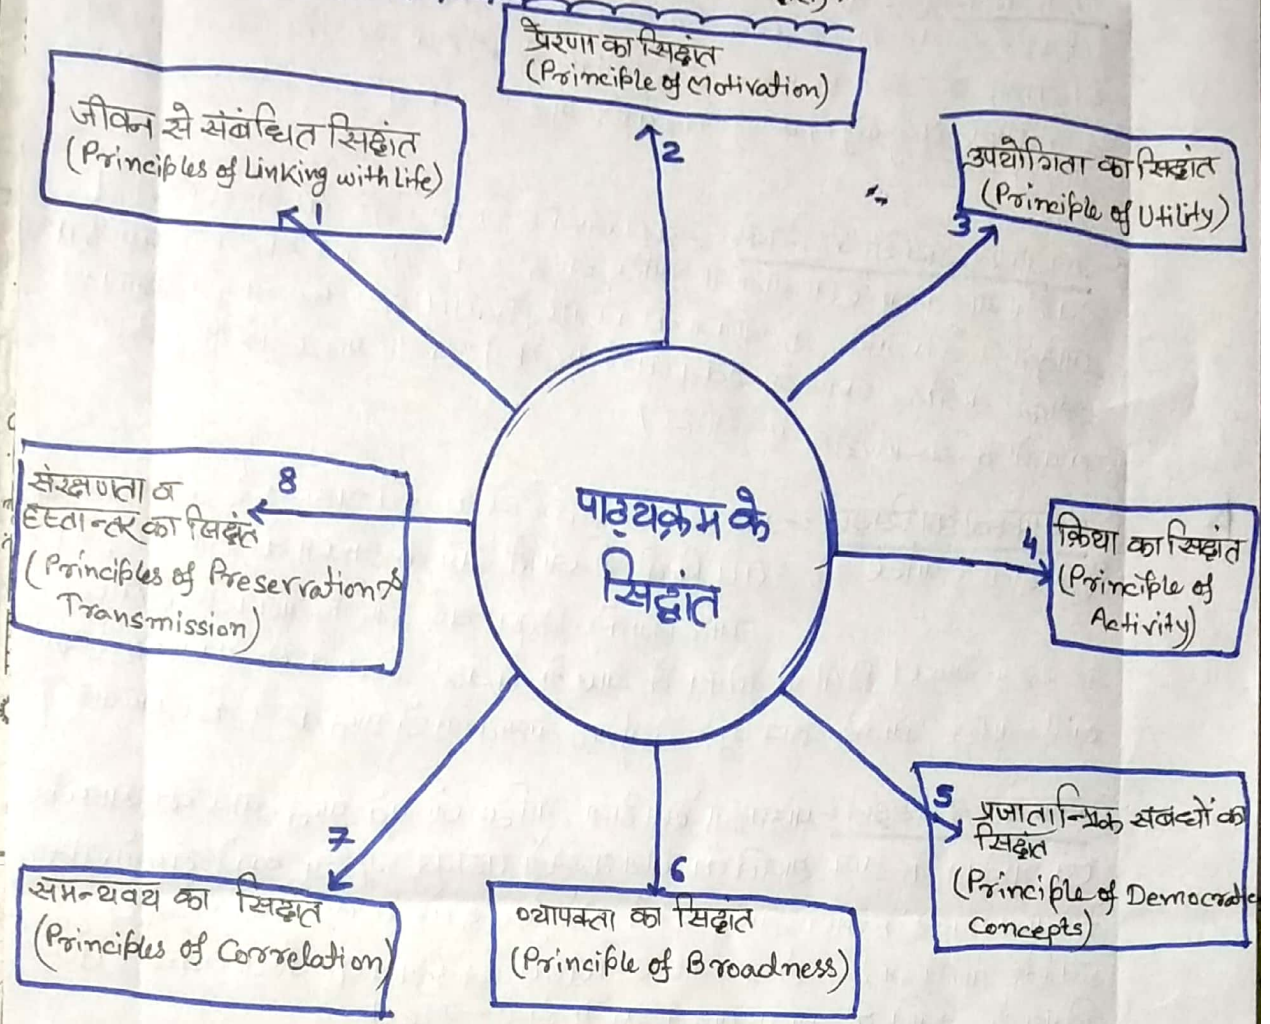 प्रेरणा का सिद्धांत
(Principle of Motivation)
2
जीवन से संबंधित सिद्धांत
(Principles of Linking with Life)
1
उपयोगिता का सिद्धांत
(Principle of Utility)
3
पाठ्यक्रम के
सिद्धांत
संरक्षणता व
हस्तान्तर का सिद्धांत
(Principles of Preservation &
Transmission)
8
क्रिया का सिद्धांत
(Principle of
Activity)
4
5
प्रजातान्त्रिक संबंधों का
सिद्धांत
(Principle of Democratic
Concepts)
6
व्यापकता का सिद्धांत
(Principle of Broadness)
7
समन्यवय का सिद्धांत
(Principles of Correlation)